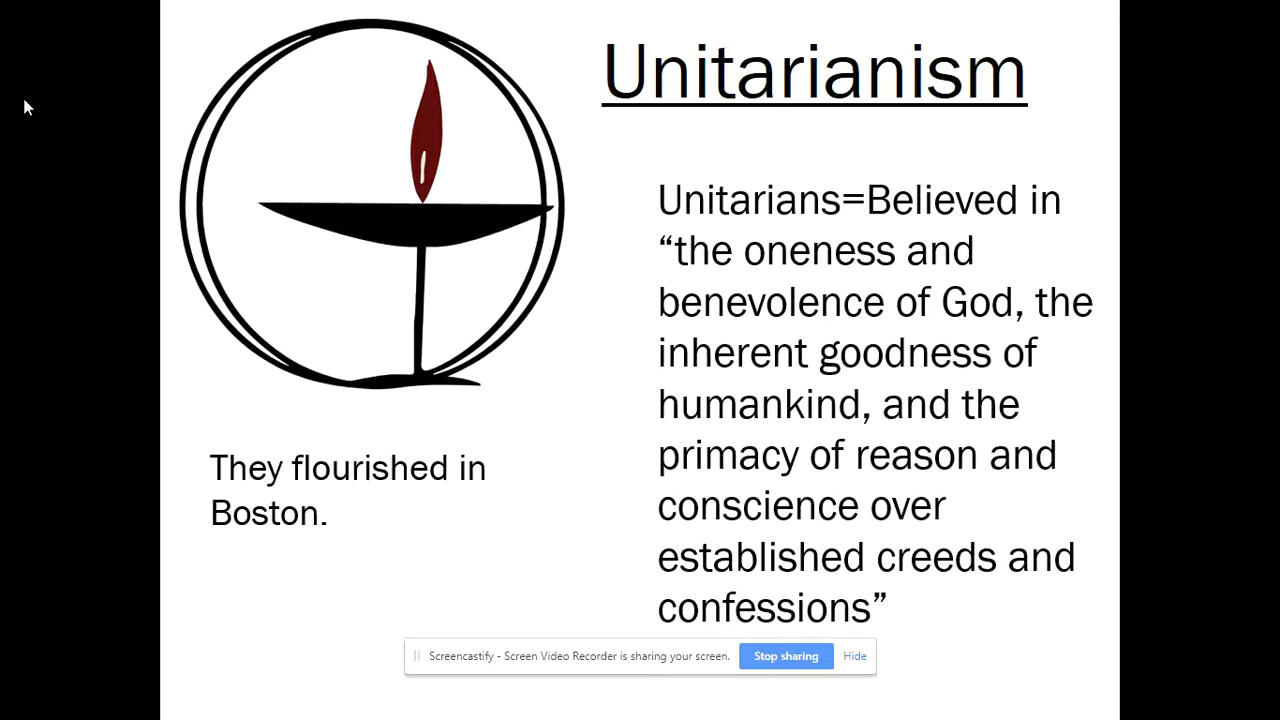 Unitarianism
Unitarians=Believed in
“the oneness and
benevolence of God, the
inherent goodness of
humankind, and the
primacy of reason and
conscience over
established creeds and
confessions”
They flourished in
Boston.
Screencastify - Screen Video Recorder is sharing your screen. Stop sharing Hide